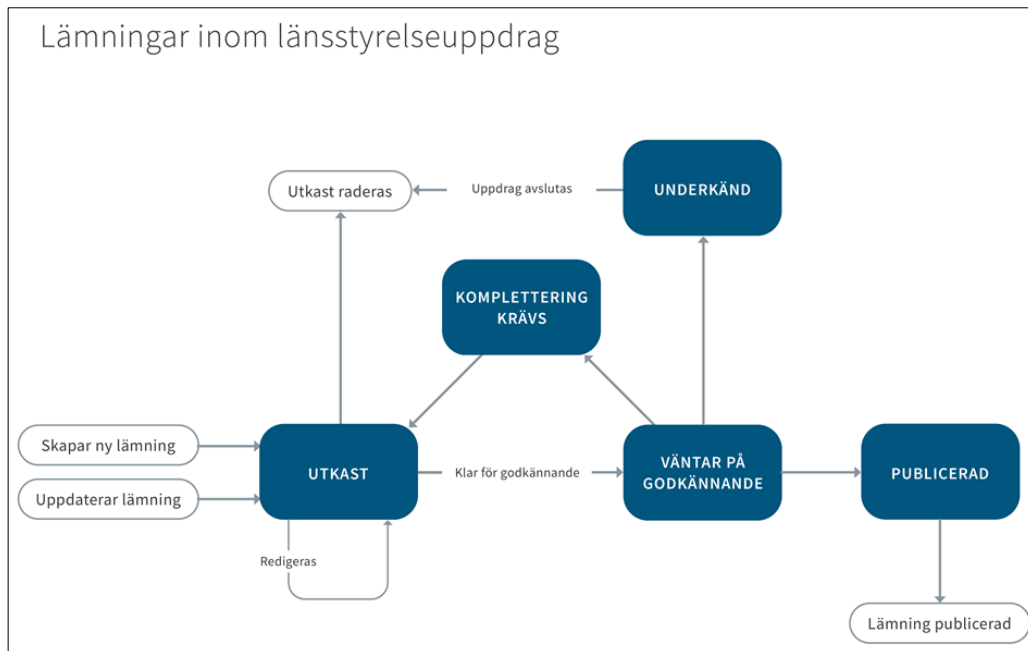 Lämningar inom länsstyrelseuppdrag
Utkast raderas
Uppdrag avslutas
UNDERKÄND
KOMPLETTERING
KRÄVS
Skapar ny lämning
Uppdaterar lämning
UTKAST
Klar för godkännande
VÄNTAR PÅ
GODKÄNNANDE
PUBLICERAD
Redigeras
Lämning publicerad